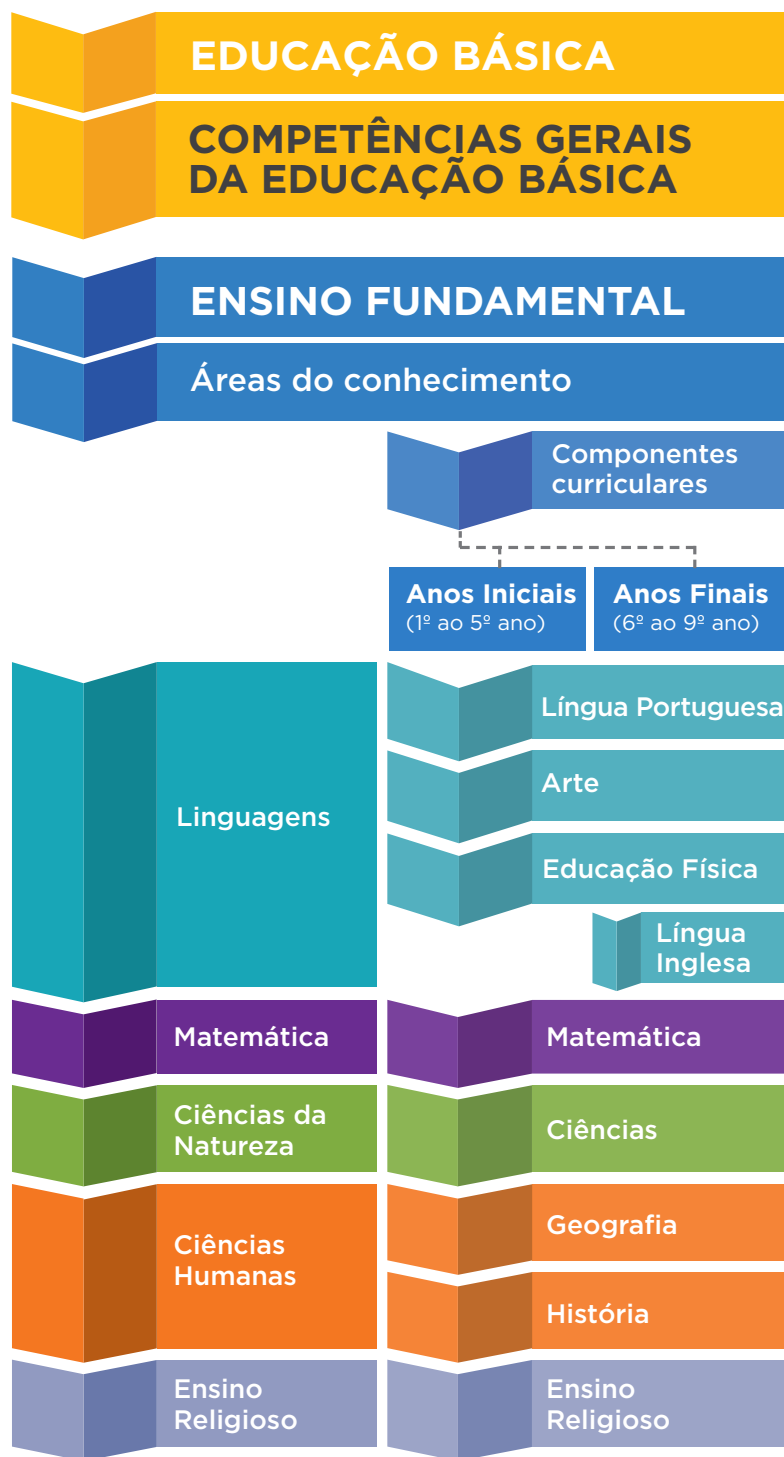 EDUCAÇÃO BÁSICA
COMPETÊNCIAS GERAIS
DA EDUCAÇÃO BÁSICA
ENSINO FUNDAMENTAL
Áreas do conhecimento
Componentes
curriculares
Anos Iniciais
(1º ao 5º ano)
Anos Finais
(6º ao 9º ano)
Linguagens
Língua Portuguesa
Arte
Educação Física
Língua
Inglesa
Matemática
Matemática
Ciências da
Natureza
Ciências
Ciências
Humanas
Geografia
História
Ensino
Religioso
Ensino
Religioso